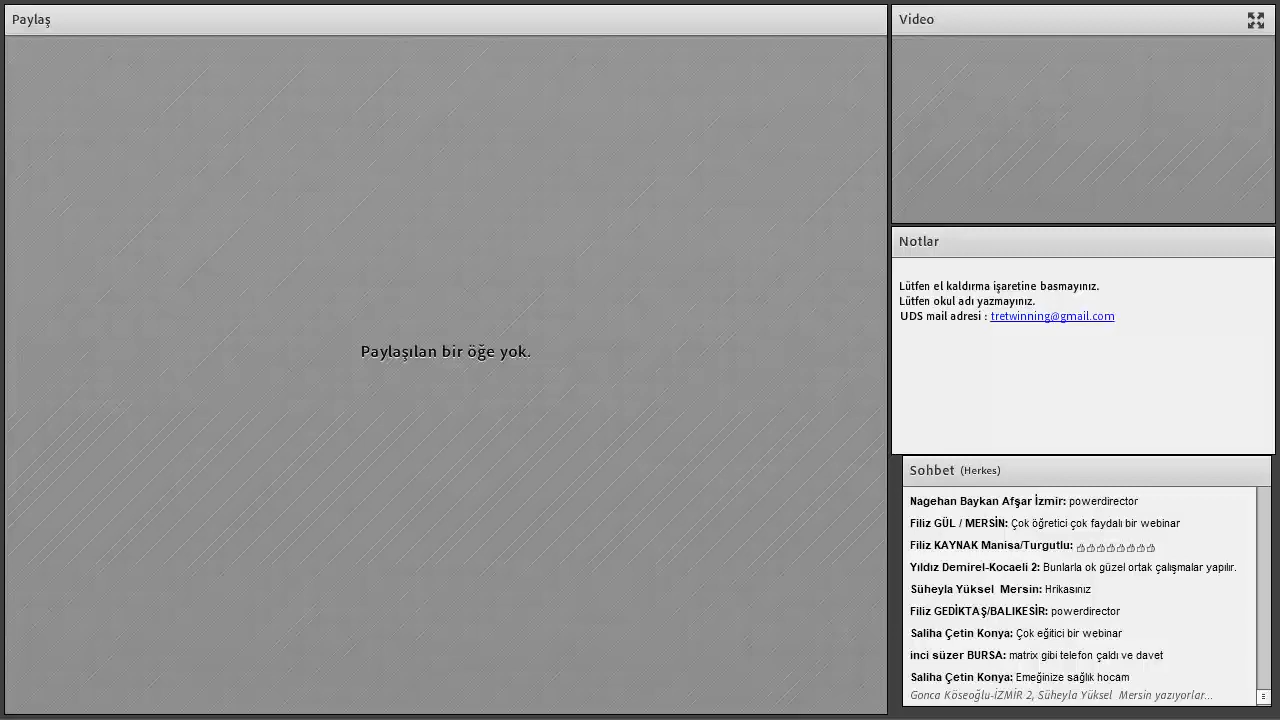 Paylaş
Paylaşılan bir öğe yok.
Video
Notlar
Lütfen el kaldırma işaretine basmayınız.
Lütfen okul adı yazmayınız.
UDS mail adresi : tretwinning@gmail.com
Sohbet (Herkes)
Nagehan Baykan Afşar İzmir: powerdirector
Filiz GÜL / MERSİN: Çok öğretici çok faydalı bir webinar
Filiz KAYNAK Manisa/Turgutlu: 👍👍👍👍👍👍👍👍
Yıldız Demirel-Kocaeli 2: Bunlarla ok güzel ortak çalışmalar yapılır.
Süheyla Yüksel Mersin: Hrikasınız
Filiz GEDİKTAŞ/BALIKESİR: powerdirector
Saliha Çetin Konya: Çok eğitici bir webinar
inci süzer BURSA: matrix gibi telefon çaldı ve davet
Saliha Çetin Konya: Emeğinize sağlık hocam
Gonca Köseoğlu-İZMİR 2, Süheyla Yüksel Mersin yazıyorlar...